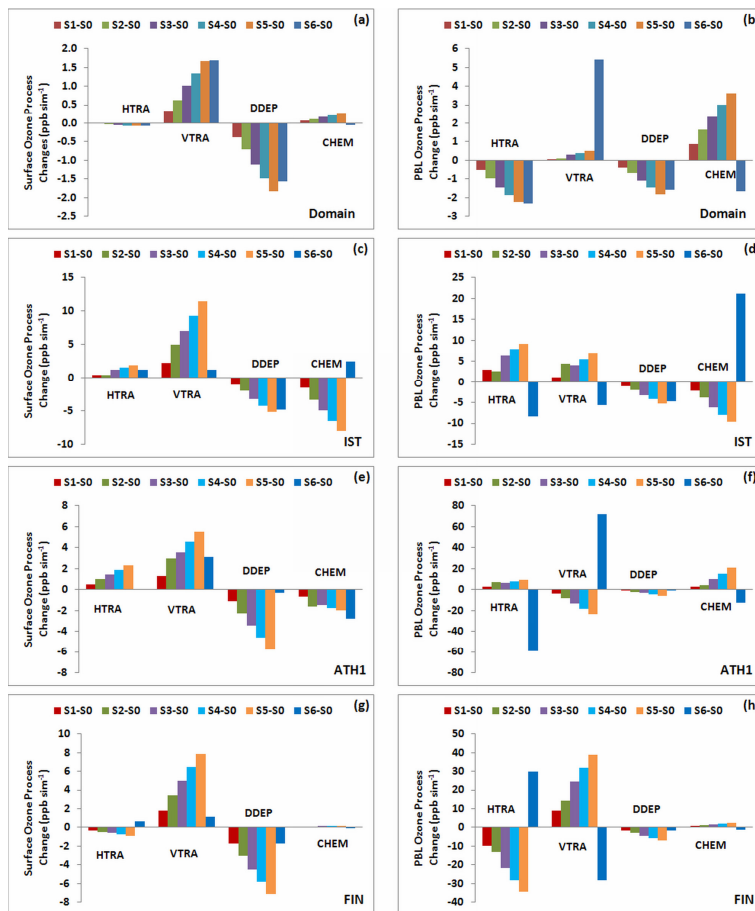 S1-S0 S2-S0 S3-S0 S4-S0 S5-S0 S6-S0 (a)
Surface Ozone Process
Changes (ppb sim⁻¹)
2.0
1.5
1.0
0.5
0.0
-0.5
-1.0
-1.5
-2.0
-2.5
HTRA
VTRA
DDEP
CHEM
Domain
S1-S0 S2-S0 S3-S0 S4-S0 S5-S0 S6-S0 (b)
PBL Ozone Process
Change (ppb sim⁻¹)
6
5
4
3
2
1
0
-1
-2
-3
HTRA
VTRA
DDEP
CHEM
Domain
S1-S0 S2-S0 S3-S0 S4-S0 S5-S0 S6-S0 (c)
Surface Ozone Process
Change (ppb sim⁻¹)
15
10
5
0
-5
-10
HTRA
VTRA
DDEP
CHEM
IST
S1-S0 S2-S0 S3-S0 S4-S0 S5-S0 S6-S0 (d)
PBL Ozone Process
Change (ppb sim⁻¹)
25
20
15
10
5
0
-5
-10
-15
HTRA
VTRA
DDEP
CHEM
IST
S1-S0 S2-S0 S3-S0 S4-S0 S5-S0 S6-S0 (e)
Surface Ozone Process
Change (ppb sim⁻¹)
8
6
4
2
0
-2
-4
-6
-8
HTRA
VTRA
DDEP
CHEM
ATH1
S1-S0 S2-S0 S3-S0 S4-S0 S5-S0 S6-S0 (f)
PBL Ozone Process
Change (ppb sim⁻¹)
80
60
40
20
0
-20
-40
-60
-80
HTRA
VTRA
DDEP
CHEM
ATH1
S1-S0 S2-S0 S3-S0 S4-S0 S5-S0 S6-S0 (g)
Surface Ozone Process
Change (ppb sim⁻¹)
10
8
6
4
2
0
-2
-4
-6
-8
HTRA
VTRA
DDEP
CHEM
FIN
S1-S0 S2-S0 S3-S0 S4-S0 S5-S0 S6-S0 (h)
PBL Ozone Process
Change (ppb sim⁻¹)
50
40
30
20
10
0
-10
-20
-30
-40
HTRA
VTRA
DDEP
CHEM
FIN